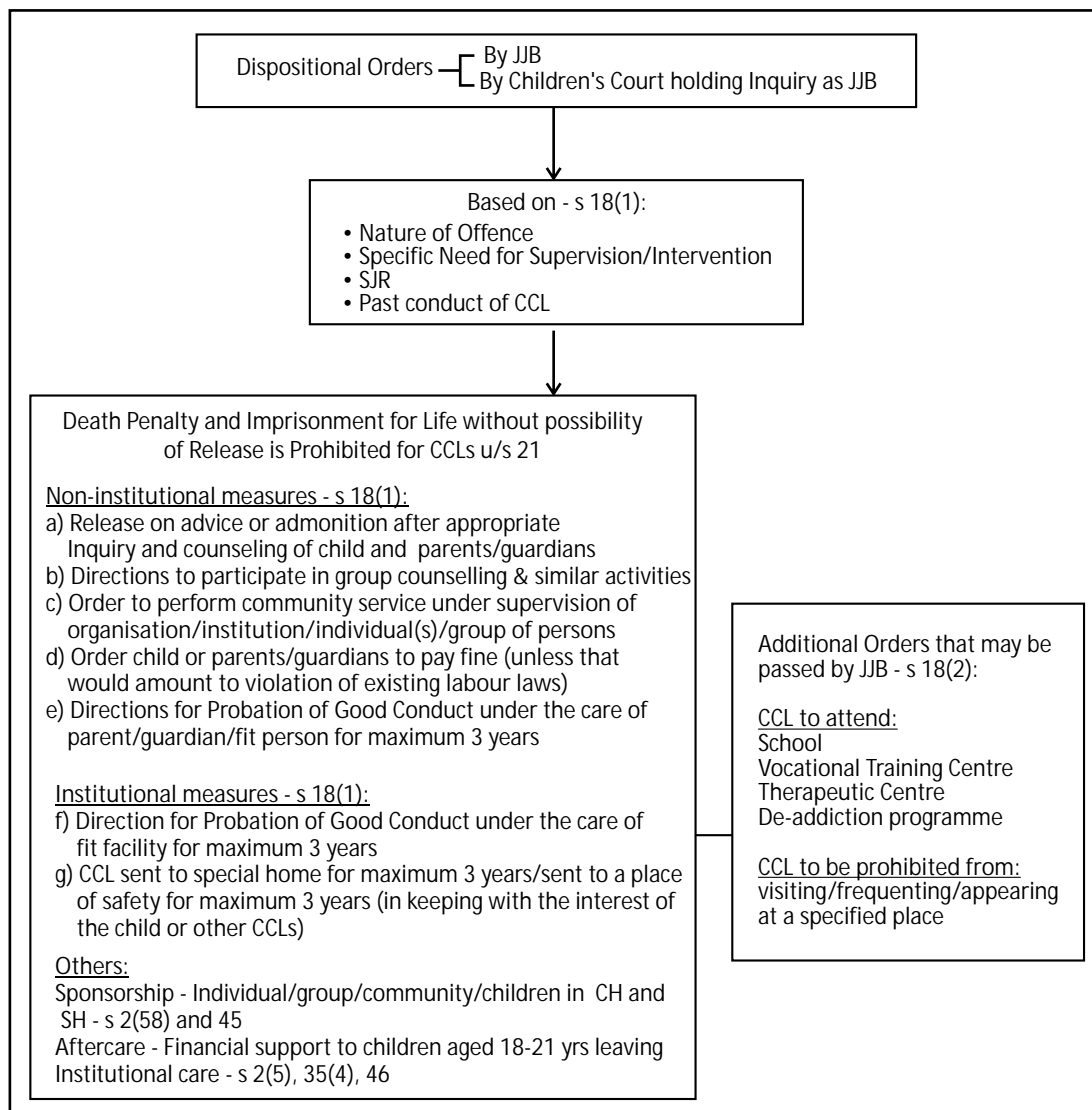 Dispositional Orders
By JJB
By Children's Court holding Inquiry as JJB
Based on - s 18(1):
• Nature of Offence
• Specific Need for Supervision/Intervention
• SJR
• Past conduct of CCL
Death Penalty and Imprisonment for Life without possibility
of Release is Prohibited for CCLs u/s 21
Non-institutional measures - s 18(1):
a) Release on advice or admonition after appropriate
Inquiry and counseling of child and parents/guardians
b) Directions to participate in group counselling & similar activities
c) Order to perform community service under supervision of
organisation/institution/individual(s)/group of persons
d) Order child or parents/guardians to pay fine (unless that
would amount to violation of existing labour laws)
e) Directions for Probation of Good Conduct under the care of
parent/guardian/fit person for maximum 3 years
Institutional measures - s 18(1):
f) Direction for Probation of Good Conduct under the care of
fit facility for maximum 3 years
g) CCL sent to special home for maximum 3 years/sent to a place
of safety for maximum 3 years (in keeping with the interest of
the child or other CCLs)
Others:
Sponsorship - Individual/group/community/children in CH and
SH - s 2(58) and 45
Aftercare - Financial support to children aged 18-21 yrs leaving
Institutional care - s 2(5), 35(4), 46
Additional Orders that may be
passed by JJB - s 18(2):
CCL to attend:
School
Vocational Training Centre
Therapeutic Centre
De-addiction programme
CCL to be prohibited from:
visiting/frequenting/appearing
at a specified place